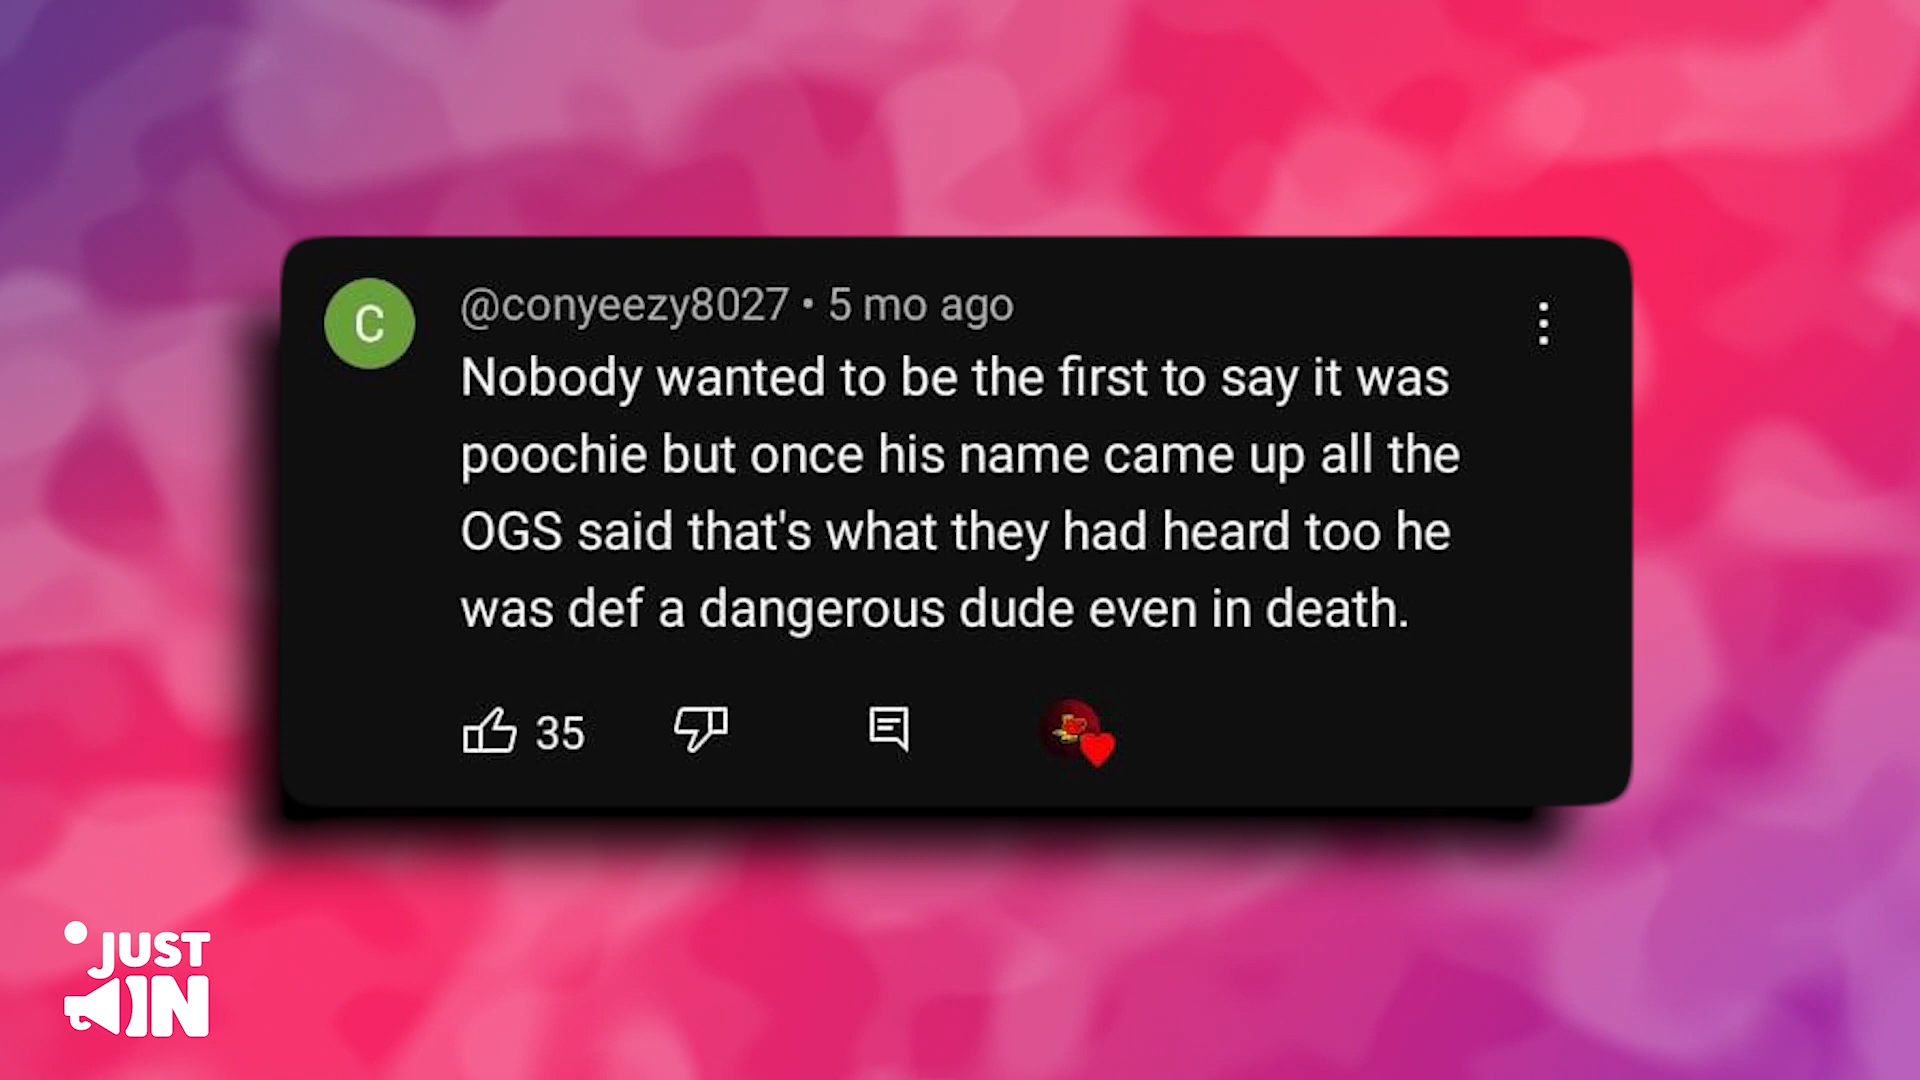 C
@conyeezy8027 • 5 mo ago
Nobody wanted to be the first to say it was
poochie but once his name came up all the
OGS said that's what they had heard too he
was def a dangerous dude even in death.
35
JUST
IN